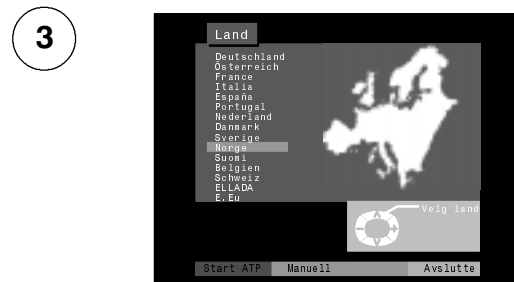 3
Land
Deutschland
Österreich
France
Italia
España
Portugal
Nederland
Danmark
Sverige
Norge
Suomi
Belgien
Schweiz
ELLADA
E.Eu
Velg land
Start ATP Manuell Avslutte